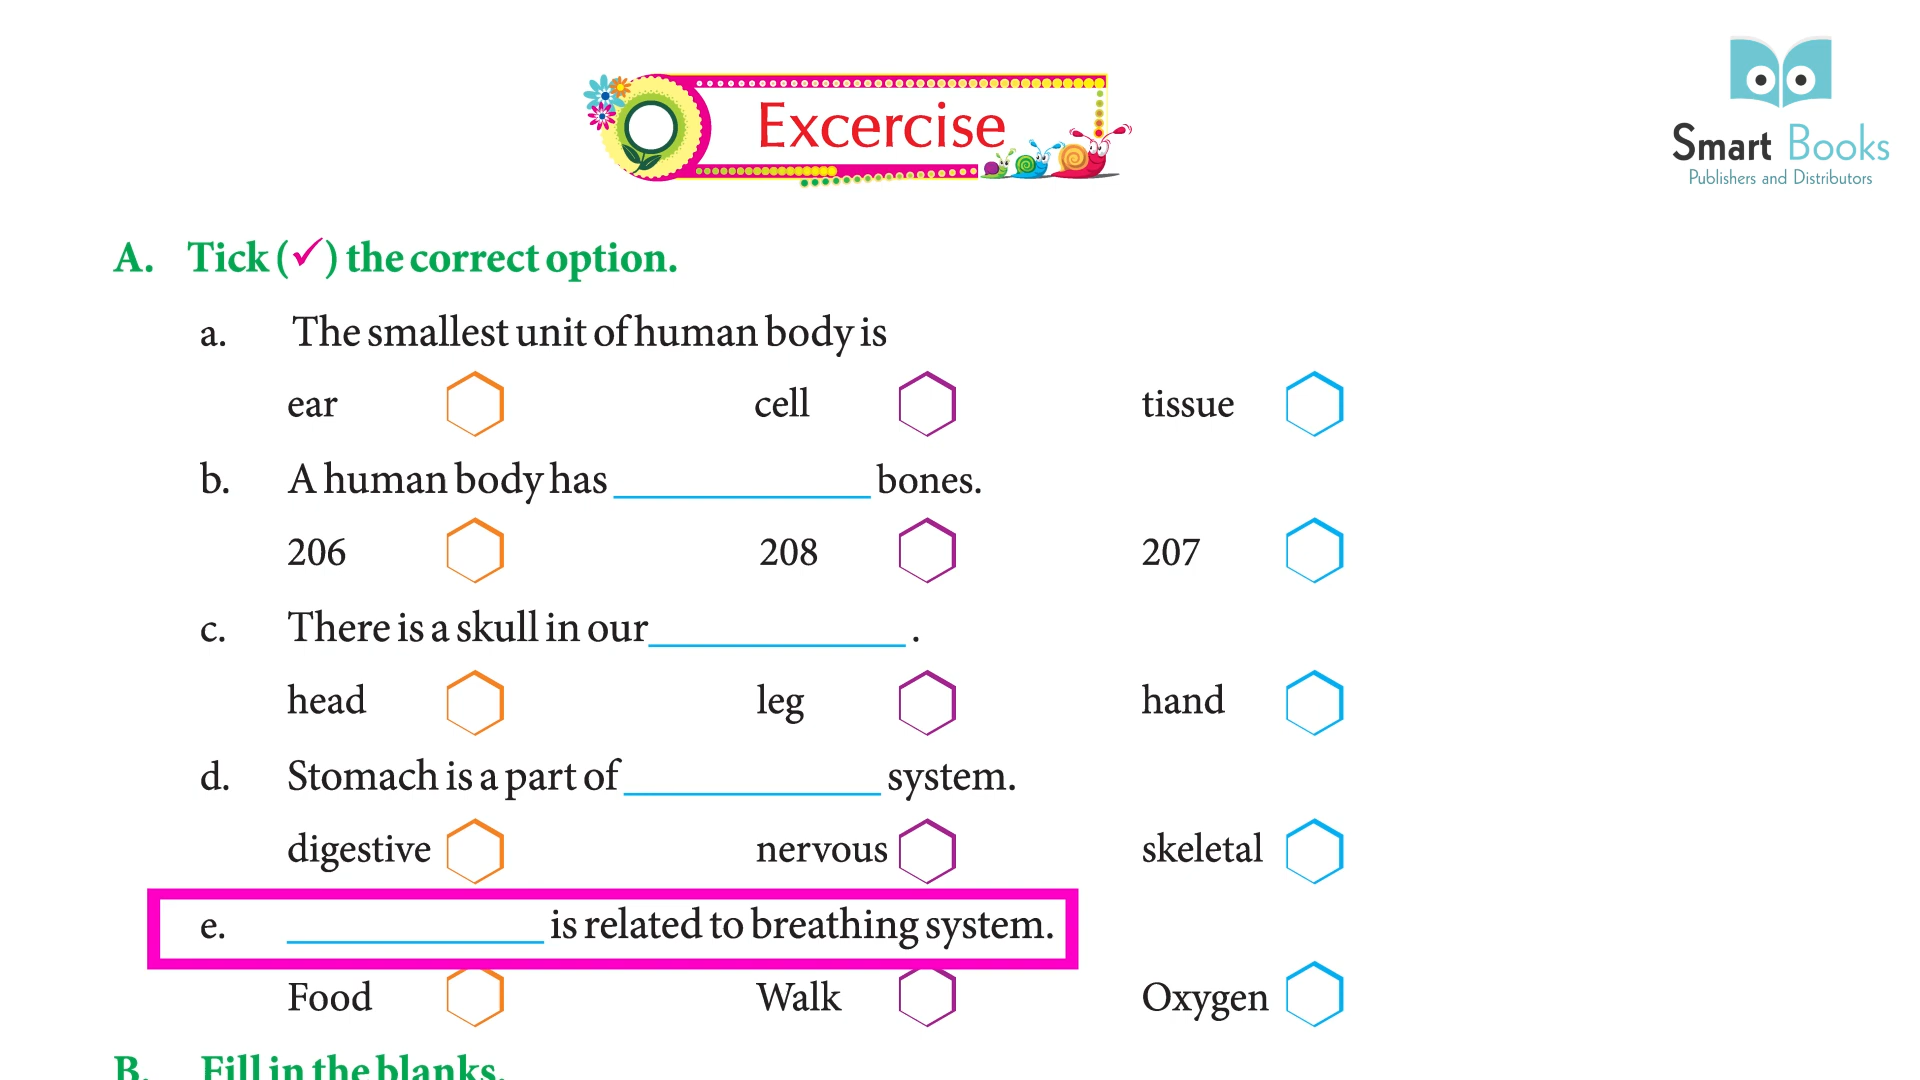 Excercise
Smart Books
Publishers and Distributors
A. Tick (✓) the correct option.
a. The smallest unit of human body is
ear cell tissue
b. A human body has ____________ bones.
206 208 207
c. There is a skull in our____________ .
head leg hand
d. Stomach is a part of ____________ system.
digestive nervous skeletal
e. ____________ is related to breathing system.
Food Walk Oxygen
B. Fill in the blanks.